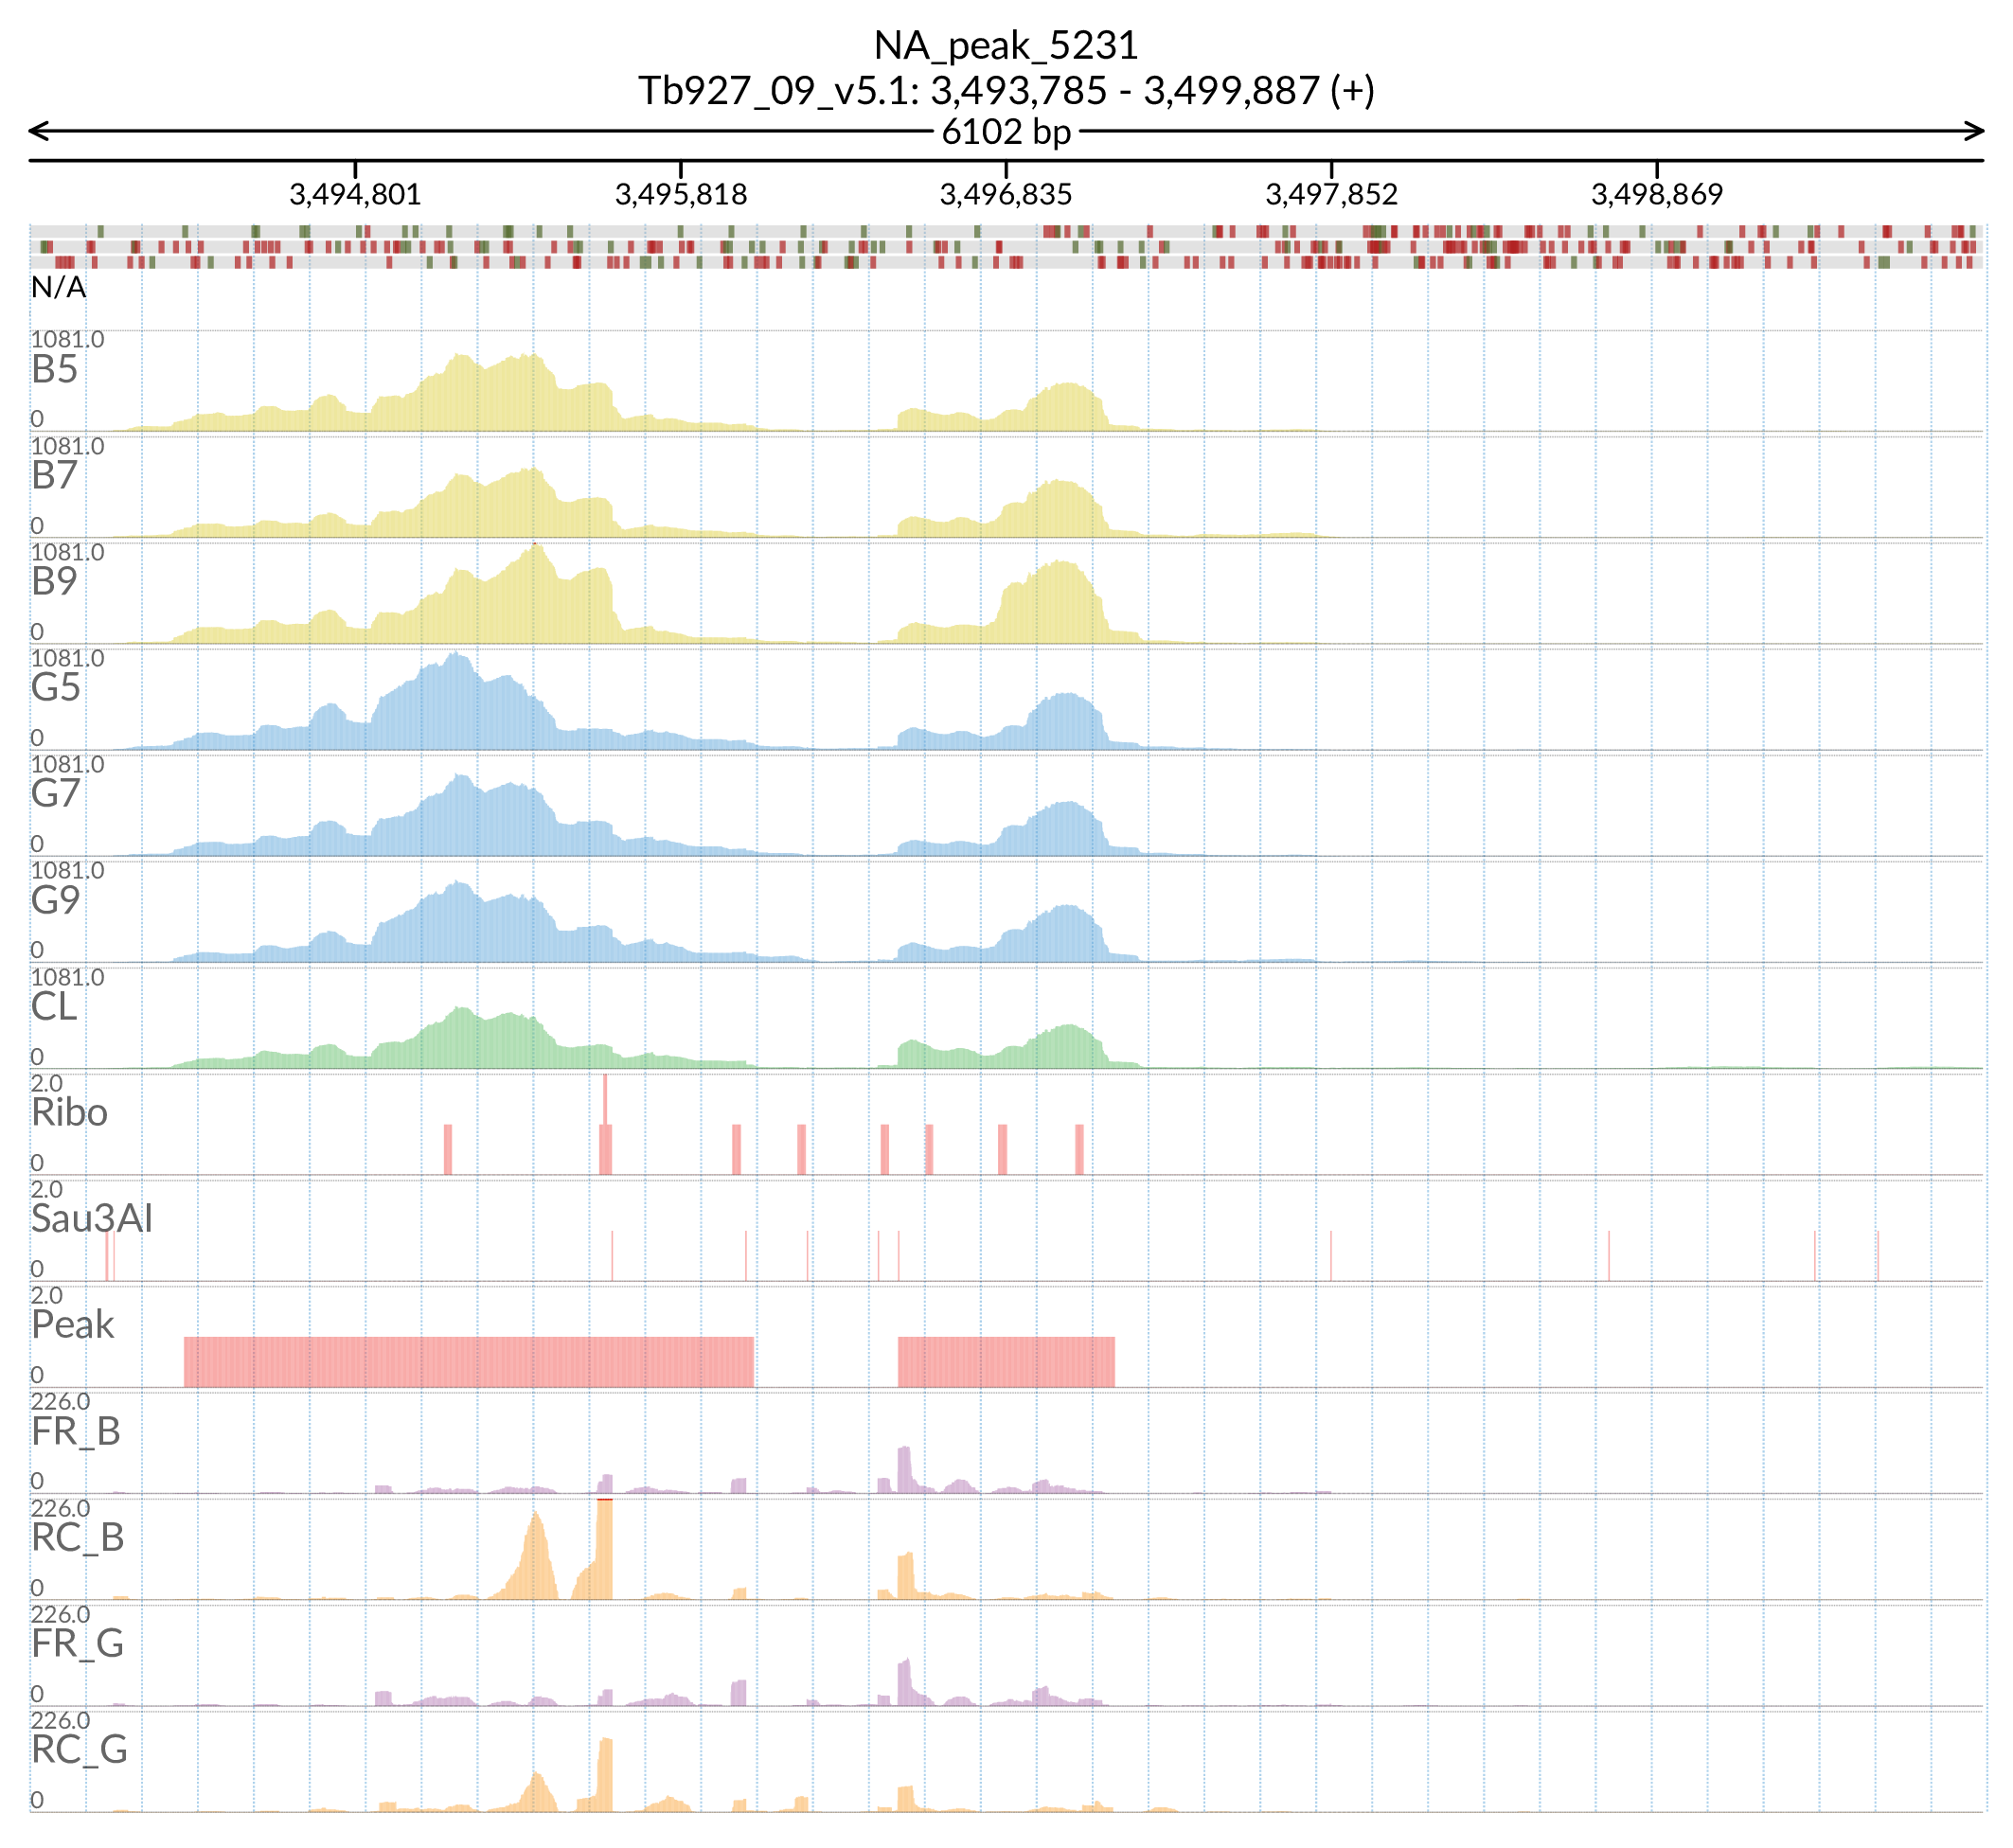 NA_peak_5231
Tb927_09_v5.1: 3,493,785 - 3,499,887 (+)
6102 bp
3,494,801 3,495,818 3,496,835 3,497,852 3,498,869
N/A
1081.0
B5
0
1081.0
B7
0
1081.0
B9
0
1081.0
G5
0
1081.0
G7
0
1081.0
G9
0
1081.0
CL
0
2.0
Ribo
0
2.0
Sau3AI
0
2.0
Peak
0
226.0
FR_B
0
226.0
RC_B
0
226.0
FR_G
0
226.0
RC_G
0